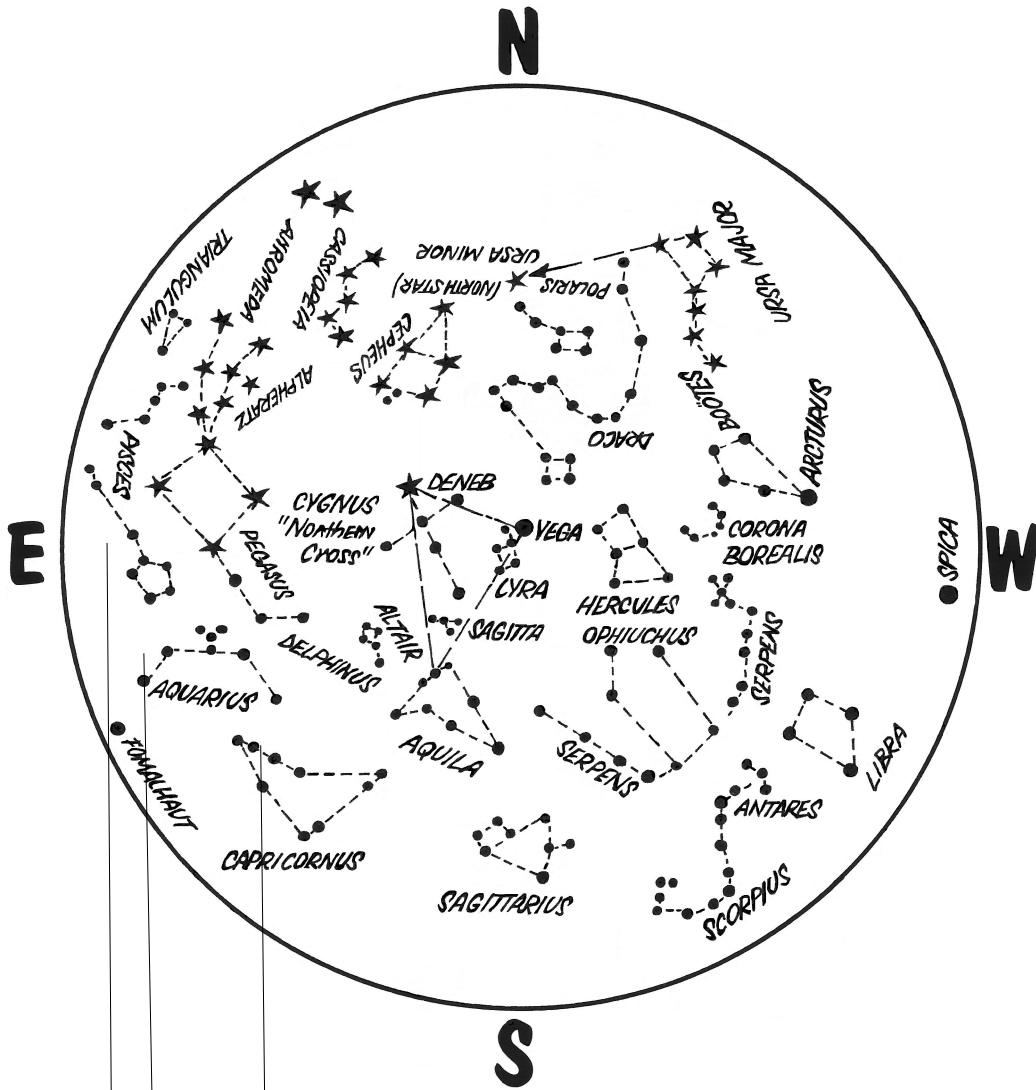 N
TRIANGULUM
ANROMEDA
CASSIOPEIA
URSA MINOR
(NORTH STAR)
POLARIS
URSA MAJOR
CEPHEUS
ALPHERATZ
BOÖTES
ARCTURUS
DRACO
PYSCES
DENEB
CYGNUS
"NORTHERN
CROSS"
VEGA
CORONA
BOREALIS
SPICA
E
W
PEGASUS
LYRA
HERCULES
OPHIUCHUS
ALTAIR
SAGITTA
DELPHINUS
SERPENS
AQUARIUS
AQUILA
SERPENS
LIBRA
FOMALHAUT
ANTARES
CAPRICORNUS
SAGITTARIUS
SCORPIUS
S